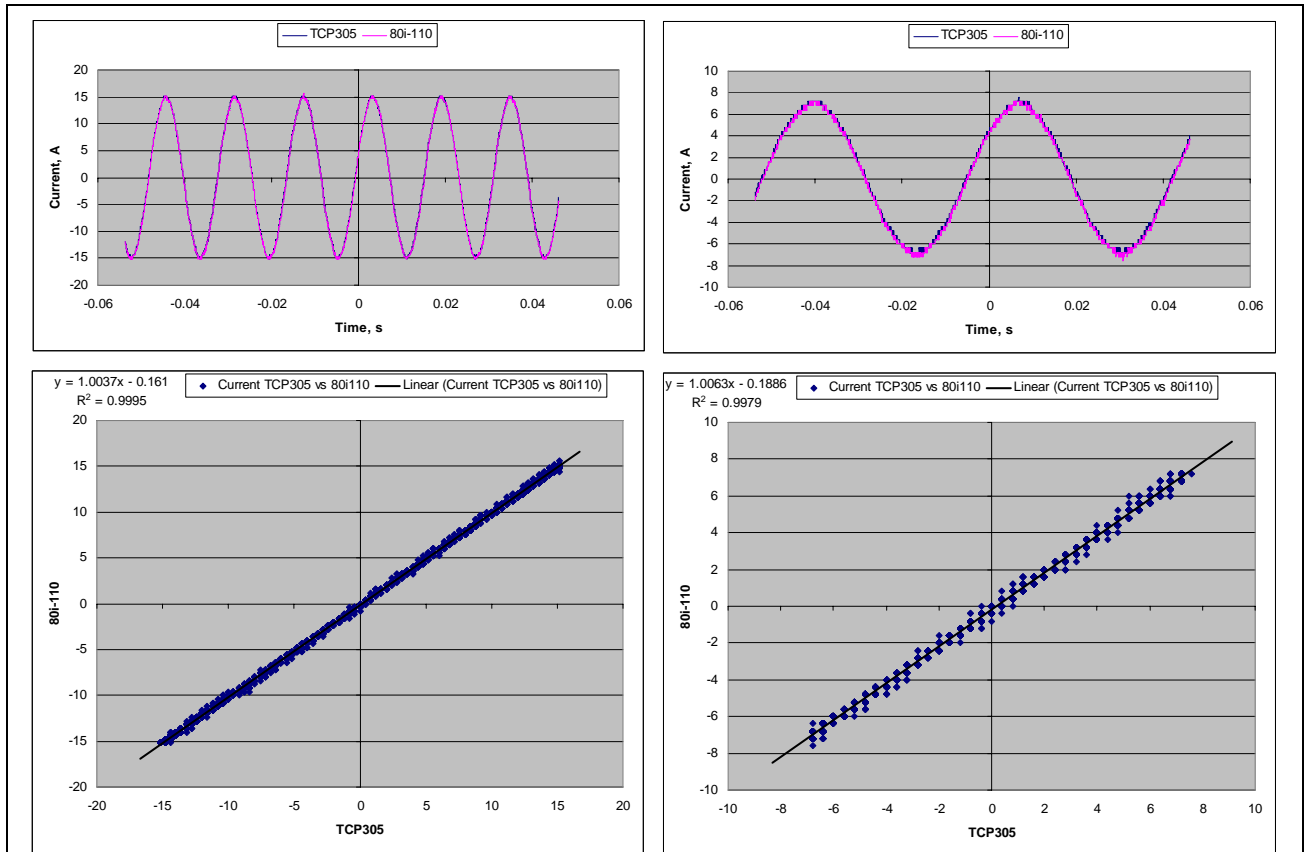 TCP305 80i-110
20
15
10
5
0
-5
-10
-15
-20
Current, A
-0.06 -0.04 -0.02 0 0.02 0.04 0.06
Time, s
TCP305 80i-110
10
8
6
4
2
0
-2
-4
-6
-8
-10
Current, A
-0.06 -0.04 -0.02 0 0.02 0.04 0.06
Time, s
y = 1.0037x - 0.161
R² = 0.9995
Current TCP305 vs 80i110 Linear (Current TCP305 vs 80i110)
20
15
10
5
0
-5
-10
-15
-20
80i-110
-20 -15 -10 -5 0 5 10 15 20
TCP305
y = 1.0063x - 0.1886
R² = 0.9979
Current TCP305 vs 80i110 Linear (Current TCP305 vs 80i110)
10
8
6
4
2
0
-2
-4
-6
-8
-10
80i-110
-10 -8 -6 -4 -2 0 2 4 6 8 10
TCP305